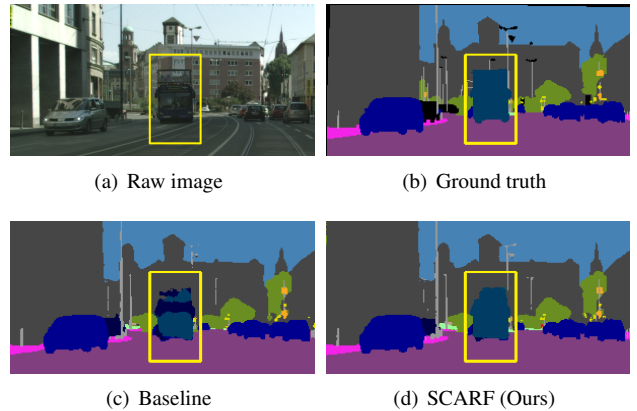 (a) Raw image
(b) Ground truth
(c) Baseline
(d) SCARF (Ours)